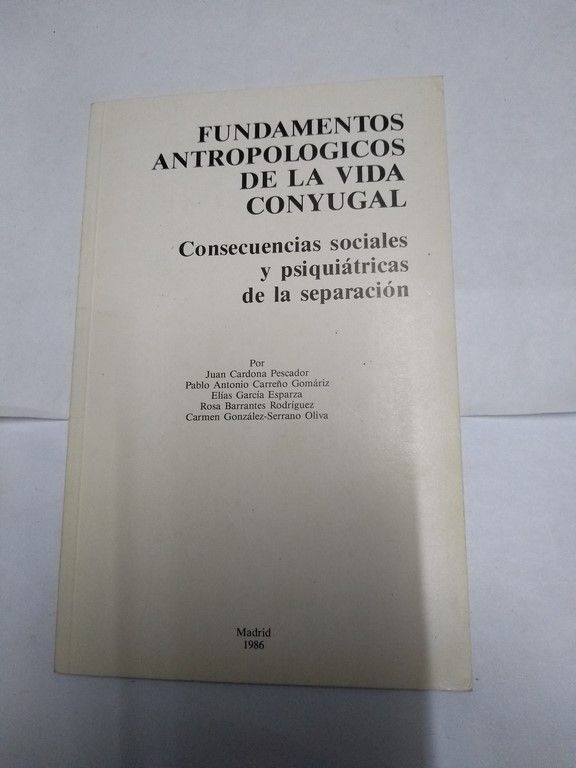 FUNDAMENTOS
ANTROPOLOGICOS
DE LA VIDA
CONYUGAL
Consecuencias sociales
y psiquiátricas
de la separación
Por
Juan Cardona Pescador
Pablo Antonio Carreño Gomáriz
Elías García Esparza
Rosa Barrantes Rodríguez
Carmen González-Serrano Oliva
Madrid
1986